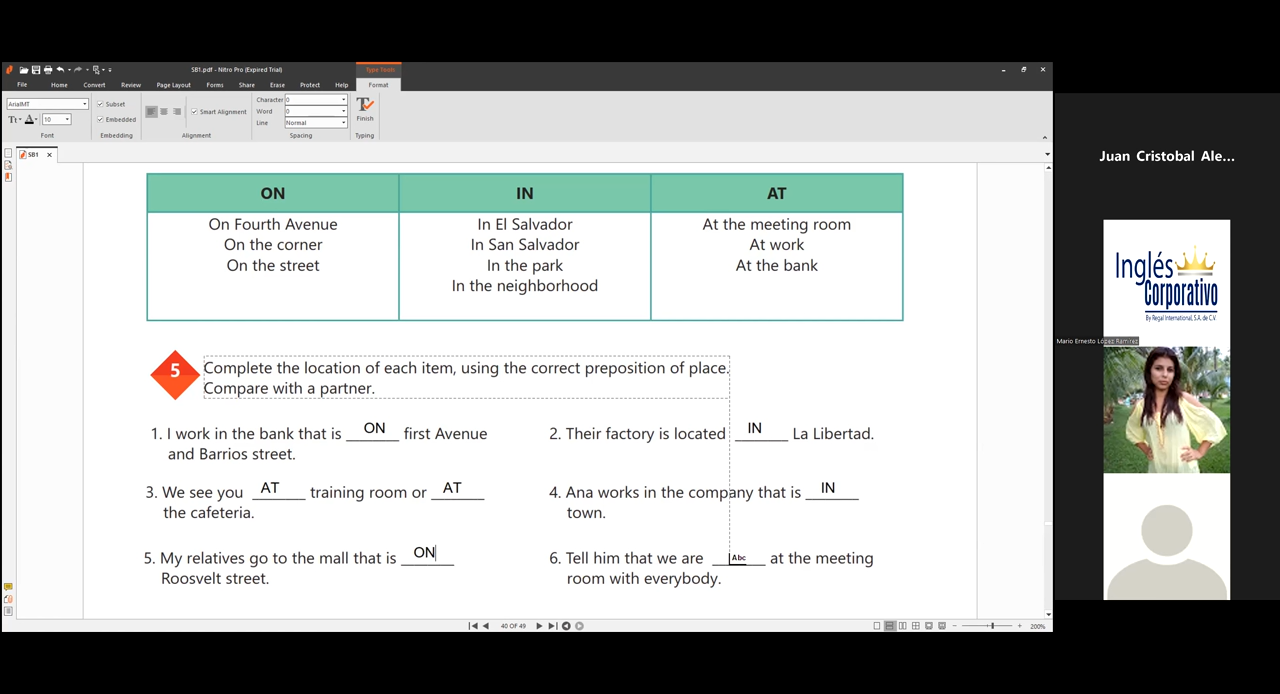 SB1.pdf - Nitro Pro (Expired Trial)
Type Tools
File Home Convert Review Page Layout Forms Share Erase Protect Help Format
ArialMT
Subset
Smart Alignment
Character 0
Word 0
Line Normal
10
Embedded
Finish
Font Embedding Alignment Spacing Typing
SB1
ON IN AT
On Fourth Avenue
On the corner
On the street
In El Salvador
In San Salvador
In the park
In the neighborhood
At the meeting room
At work
At the bank
5 Complete the location of each item, using the correct preposition of place.
Compare with a partner.
1. I work in the bank that is ON first Avenue
and Barrios street.
2. Their factory is located IN La Libertad.
3. We see you AT training room or AT
the cafeteria.
4. Ana works in the company that is IN
town.
5. My relatives go to the mall that is ON
Roosvelt street.
6. Tell him that we are Abc at the meeting
room with everybody.
40 OF 49
200%
Juan Cristobal Ale...
Inglés
Corporativo
By Regal International, S.A. de C.V.
Mario Ernesto López Ramírez